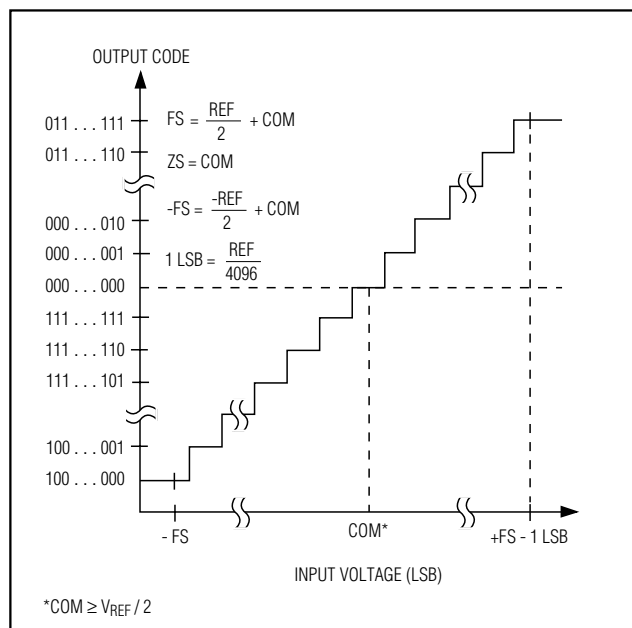 OUTPUT CODE
011 . . . 111
011 . . . 110
000 . . . 010
000 . . . 001
000 . . . 000
111 . . . 111
111 . . . 110
111 . . . 101
100 . . . 001
100 . . . 000
FS = REF/2 + COM
ZS = COM
-FS = -REF/2 + COM
1 LSB = REF/4096
- FS
COM*
+FS - 1 LSB
INPUT VOLTAGE (LSB)
*COM ≥ VREF / 2